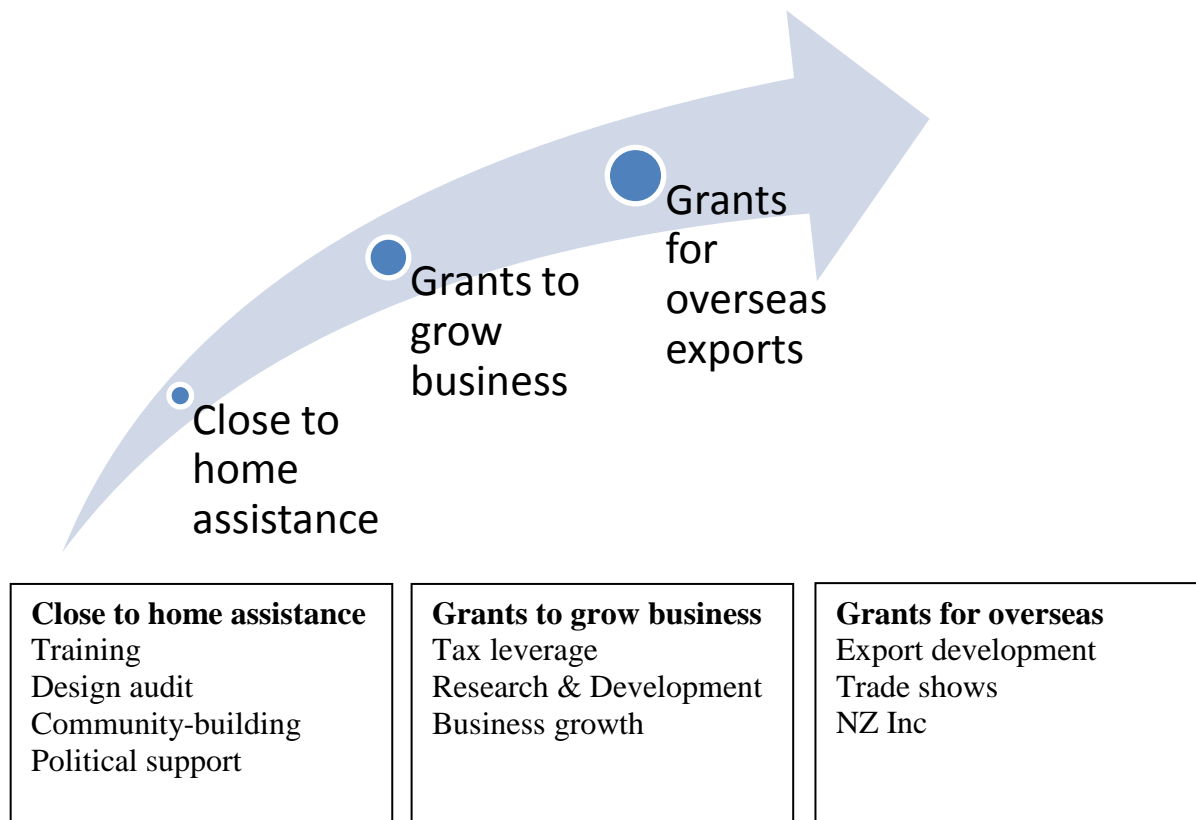 Grants
for
overseas
exports
Grants to
grow
business
Close to
home
assistance
Close to home assistance
Training
Design audit
Community-building
Political support
Grants to grow business
Tax leverage
Research & Development
Business growth
Grants for overseas
Export development
Trade shows
NZ Inc